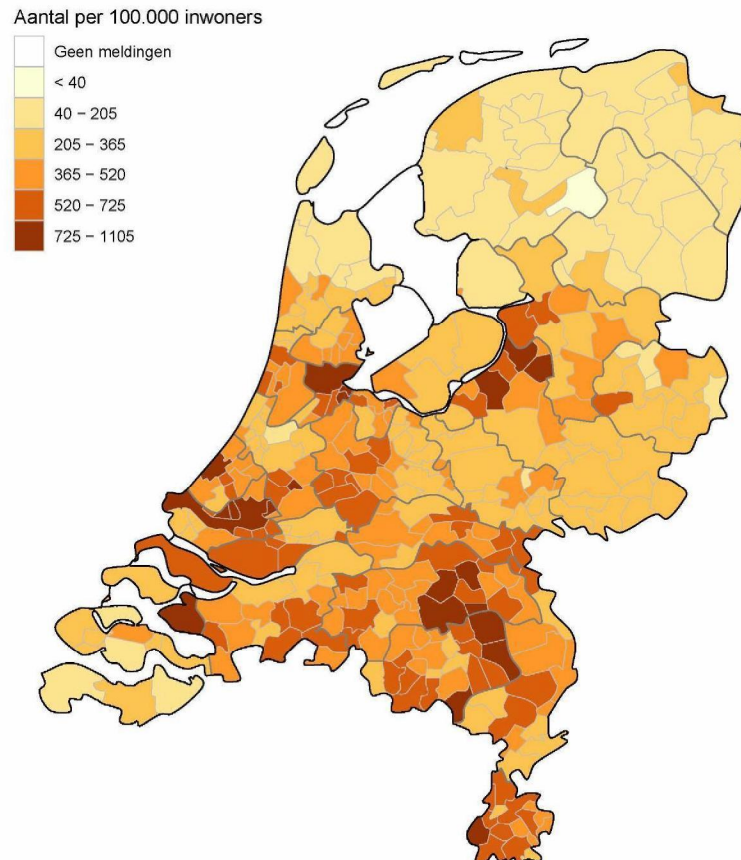 Aantal per 100.000 inwoners
Geen meldingen
< 40
40 − 205
205 − 365
365 − 520
520 − 725
725 − 1105